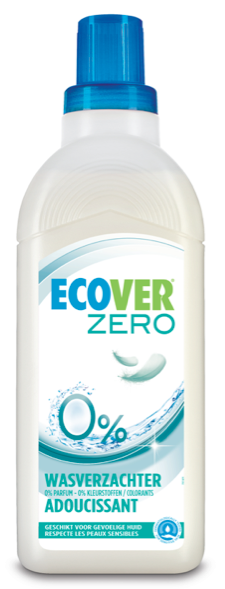 ECOVER
ZERO
0%
WASVERZACHTER
0% PARFUM - 0% KLEURSTOFFEN / COLORANTS
ADOUCISSANT
GESCHIKT VOOR GEVOELIGE HUID
RESPECTE LES PEAUX SENSIBLES